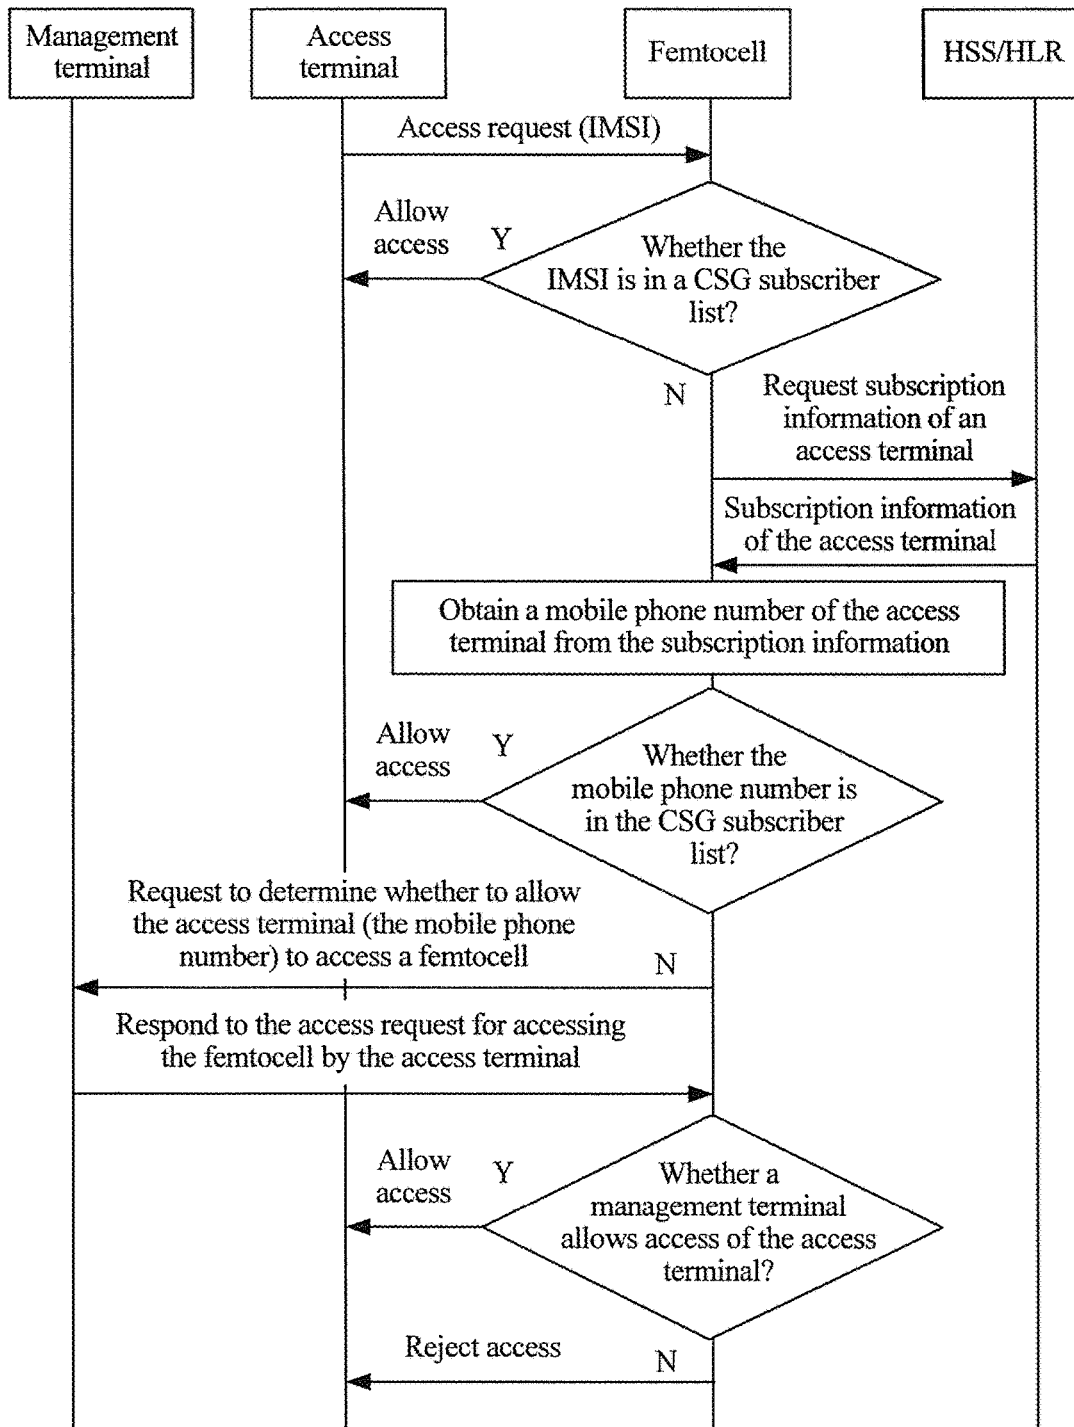 Management
terminal
Access
terminal
Femtocell
HSS/HLR
Access request (IMSI)
Allow
access
Y
Whether the
IMSI is in a CSG subscriber
list?
N
Request subscription
information of an
access terminal
Subscription information
of the access terminal
Obtain a mobile phone number of the access
terminal from the subscription information
Allow
access
Y
Whether the
mobile phone number is
in the CSG subscriber
list?
Request to determine whether to allow
the access terminal (the mobile phone
number) to access a femtocell
N
Respond to the access request for accessing
the femtocell by the access terminal
Allow
access
Y
Whether a
management terminal
allows access of the access
terminal?
Reject access
N